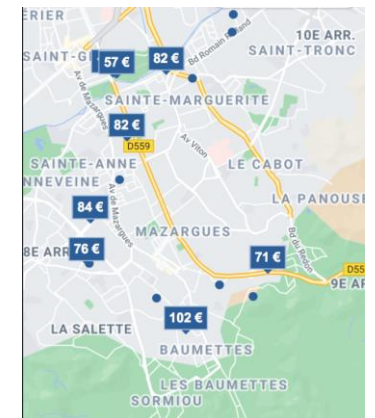 ERIER
10E ARR.
SAINT-TRONC
Bd Romain Rolland
SAINT-G
57 €
82 €
Av de Mazargues
SAINTE-MARGUERITE
82 €
D559
Av Viton
SAINTE-ANNE
LE CABOT
NNEVEINE
LA PANOUSE
Av de Mazargues
84 €
MAZARGUES
Bd du Redon
76 €
8E ARR
71 €
D55
9E AR
102 €
LA SALETTE
BAUMETTES
LES BAUMETTES
SORMIOU